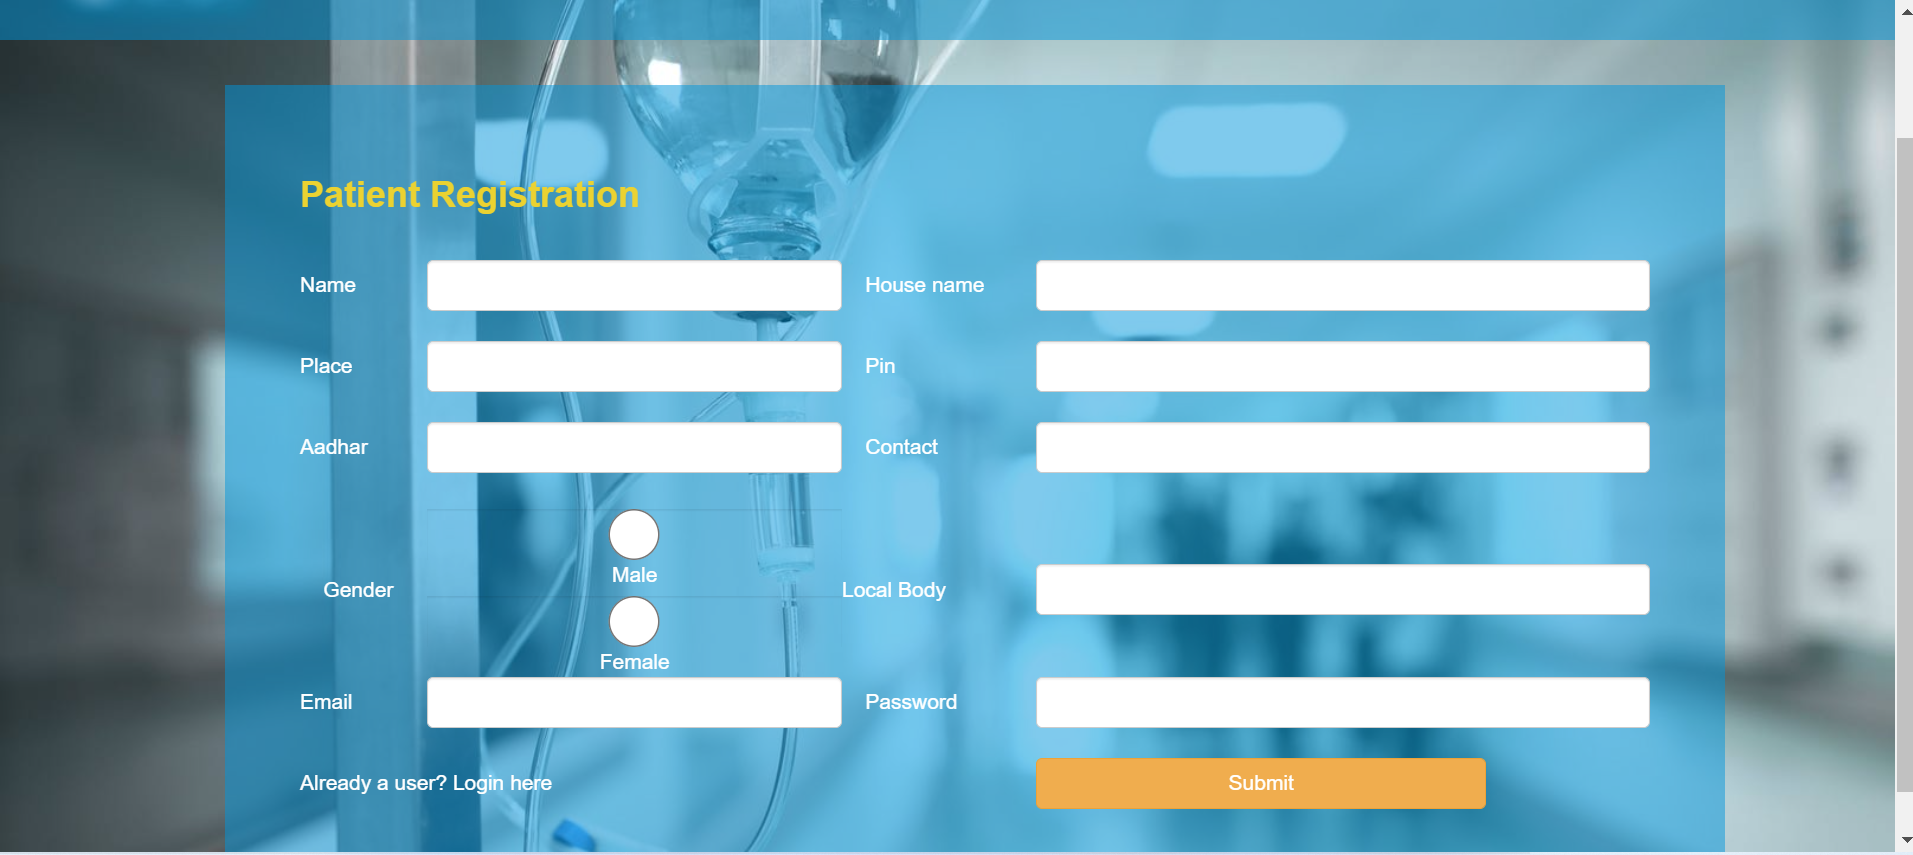 Patient Registration
Name House name
Place Pin
Aadhar Contact
Male
Gender Local Body
Female
Email Password
Already a user? Login here Submit